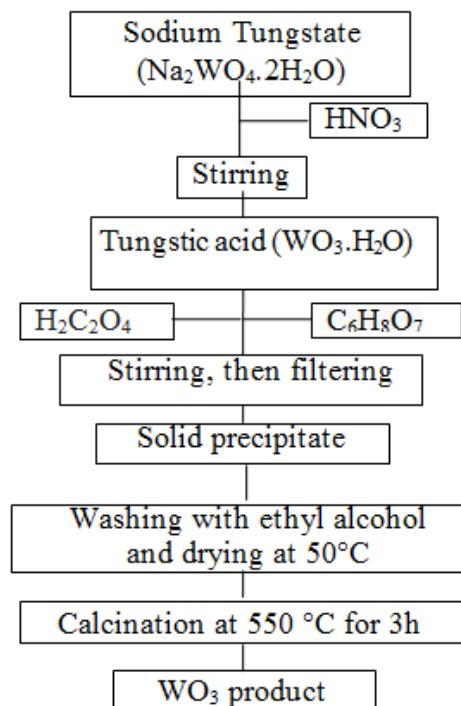 Sodium Tungstate
(Na₂WO₄.2H₂O)
HNO₃
Stirring
Tungstic acid (WO₃.H₂O)
H₂C₂O₄
C₆H₈O₇
Stirring, then filtering
Solid precipitate
Washing with ethyl alcohol
and drying at 50°C
Calcination at 550 °C for 3h
WO₃ product